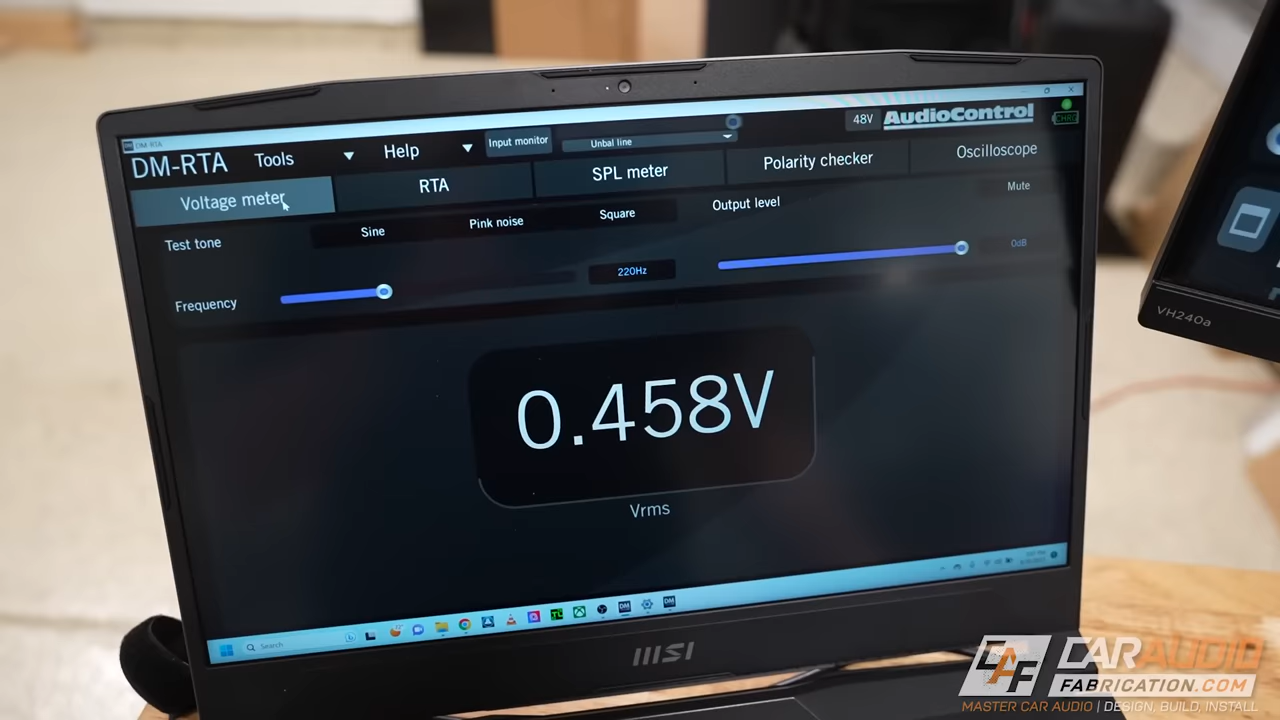 DM-RTA
DM-RTA Tools Help Input monitor Unbal line 48V AudioControl
Voltage meter RTA SPL meter Polarity checker Oscilloscope
Test tone Sine Pink noise Square Output level Mute
Frequency 220Hz 0dB
0.458V
Vrms
Search
msi
VH240a
CAF CAR AUDIO
FABRICATION.COM
MASTER CAR AUDIO | DESIGN, BUILD, INSTALL